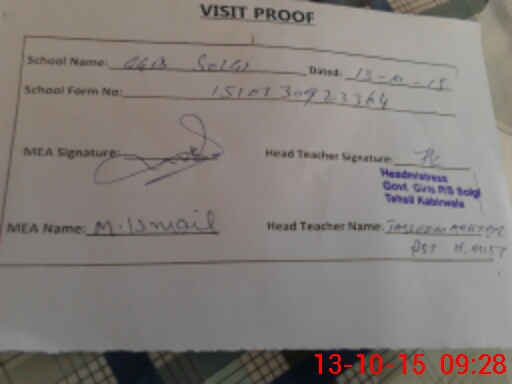 VISIT PROOF
School Name: GGPS SOLGI Dated: 13-10-15
School Form No: 15101309223364
MEA Signature: Head Teacher Signature:
Headmistress
Govt. Girls P/S Solgi
Tehsil Kabirwala
MEA Name: M. Ismail Head Teacher Name:
13-10-15 09:28